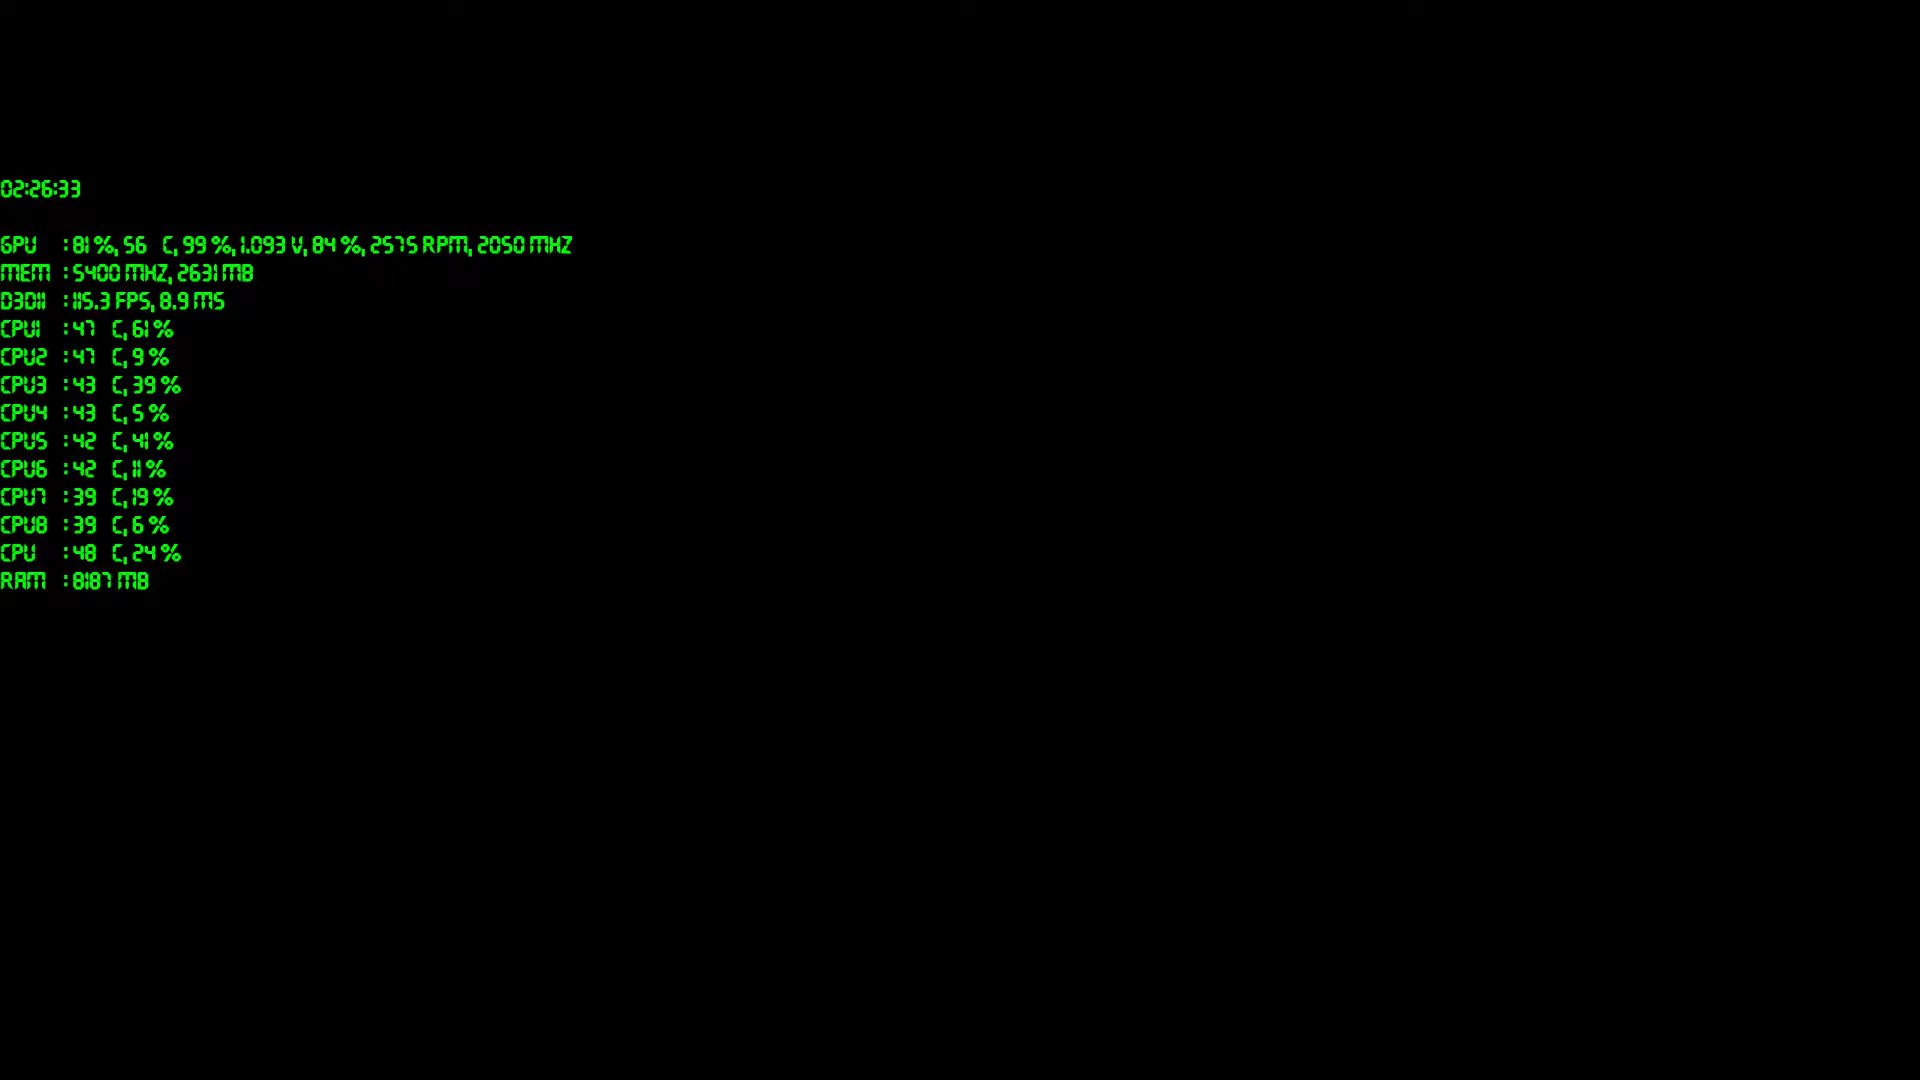 02:26:33
GPU : 81 %, 56 C, 99 %, 1.093 V, 84 %, 2575 RPM, 2050 MHZ
MEM : 5400 MHZ, 2631 MB
D3D11 : 115.3 FPS, 8.9 MS
CPU1 : 47 C, 61 %
CPU2 : 47 C, 9 %
CPU3 : 43 C, 39 %
CPU4 : 43 C, 5 %
CPU5 : 42 C, 41 %
CPU6 : 42 C, 11 %
CPU7 : 39 C, 19 %
CPU8 : 39 C, 6 %
CPU : 48 C, 24 %
RAM : 8187 MB